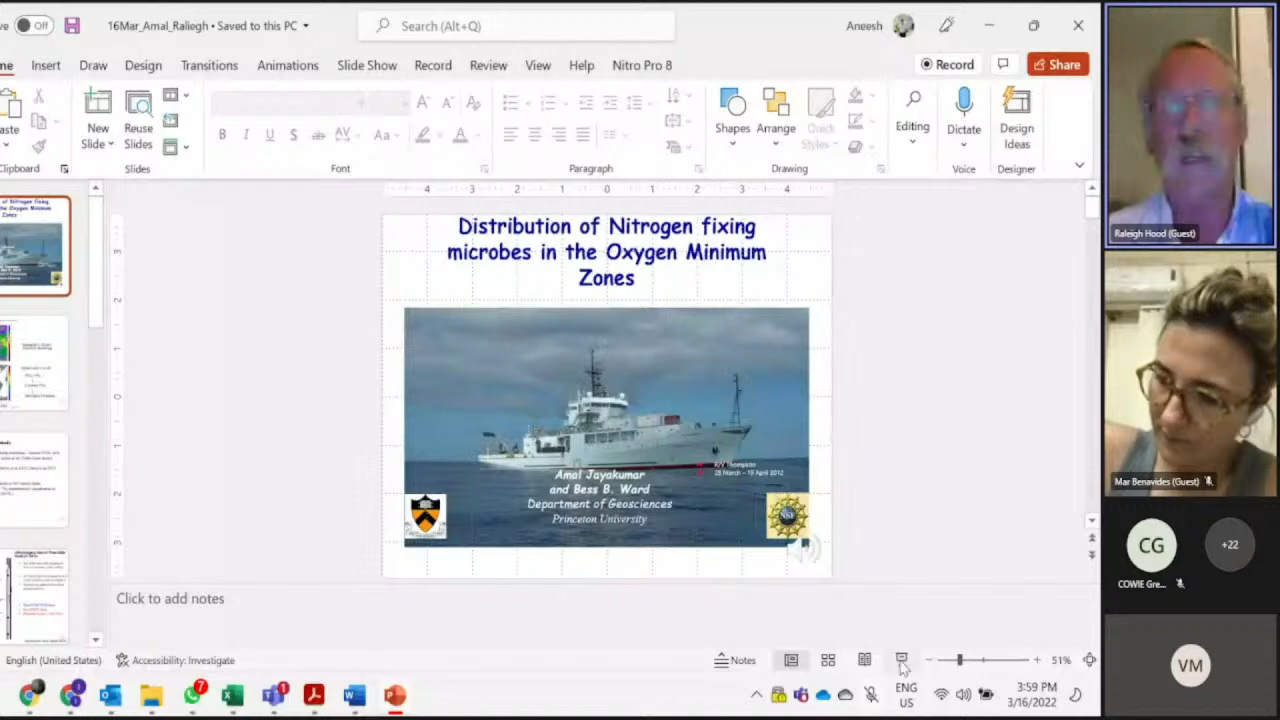 Off
16Mar_Amal_Raliegh • Saved to this PC
Search (Alt+Q)
Aneesh
Insert Draw Design Transitions Animations Slide Show Record Review View Help Nitro Pro 8
Record
Share
New Slide
Reuse Slides
Shapes
Arrange
Quick Styles
Editing
Dictate
Design Ideas
Slides
Font
Paragraph
Drawing
Voice
Designer
Distribution of Nitrogen fixing
microbes in the Oxygen Minimum
Zones
R/V Thompson
Amal Jayakumar
and Bess B. Ward
Department of Geosciences
Princeton University
NSF
Click to add notes
English (United States)
Accessibility: Investigate
Notes
51%
ENG
US
3:59 PM
3/16/2022
Raleigh Hood (Guest)
Mar Benavides (Guest)
CG
+22
COWIE Gre...
VM